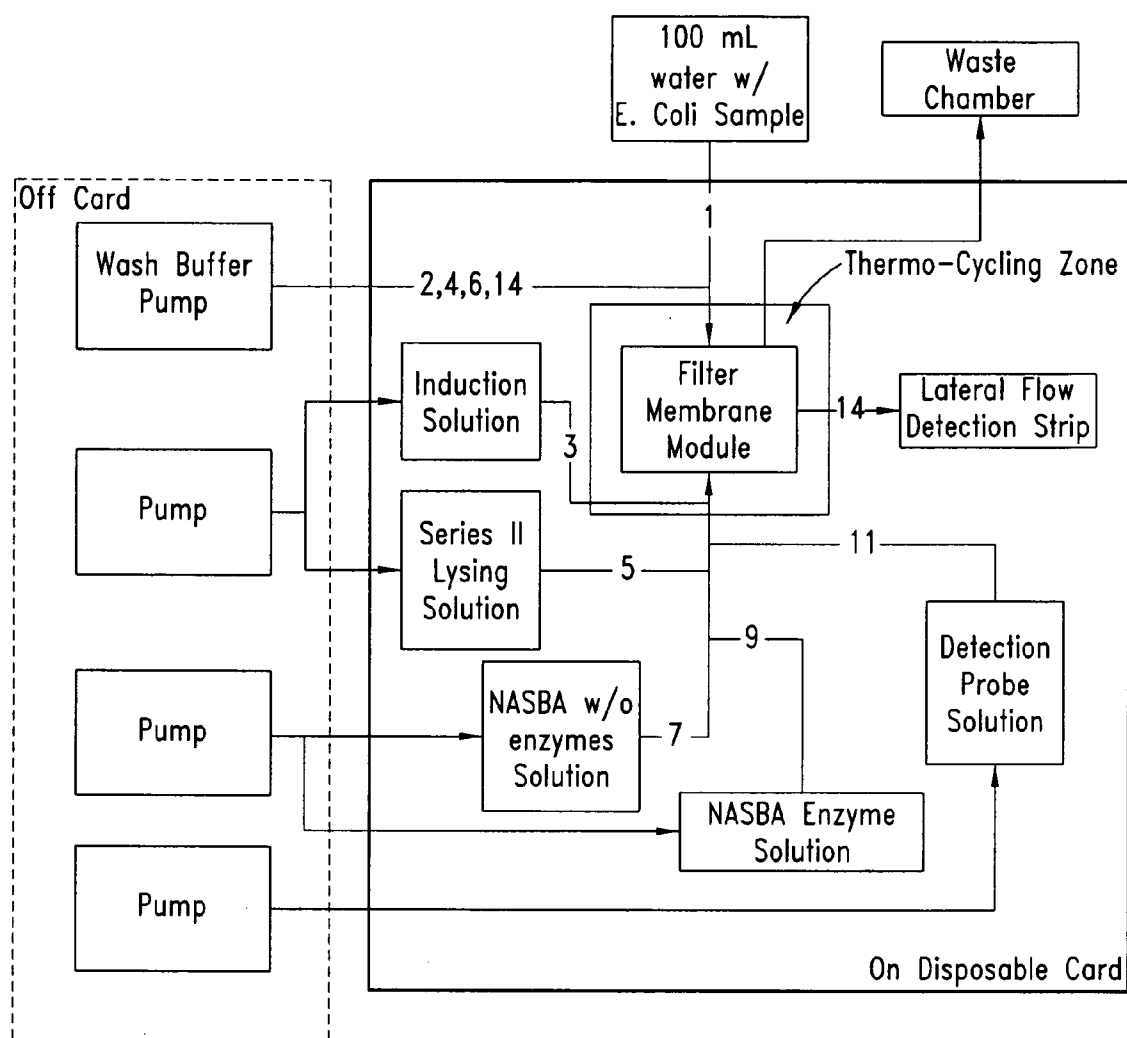 100 mL
water w/
E. Coli Sample
Waste
Chamber
Off Card
1
Wash Buffer
Pump
2,4,6,14
Thermo-Cycling Zone
Induction
Solution
3
Filter
Membrane
Module
14
Lateral Flow
Detection Strip
Pump
Series II
Lysing
Solution
5
11
9
Detection
Probe
Solution
Pump
NASBA w/o
enzymes
Solution
7
NASBA Enzyme
Solution
Pump
On Disposable Card